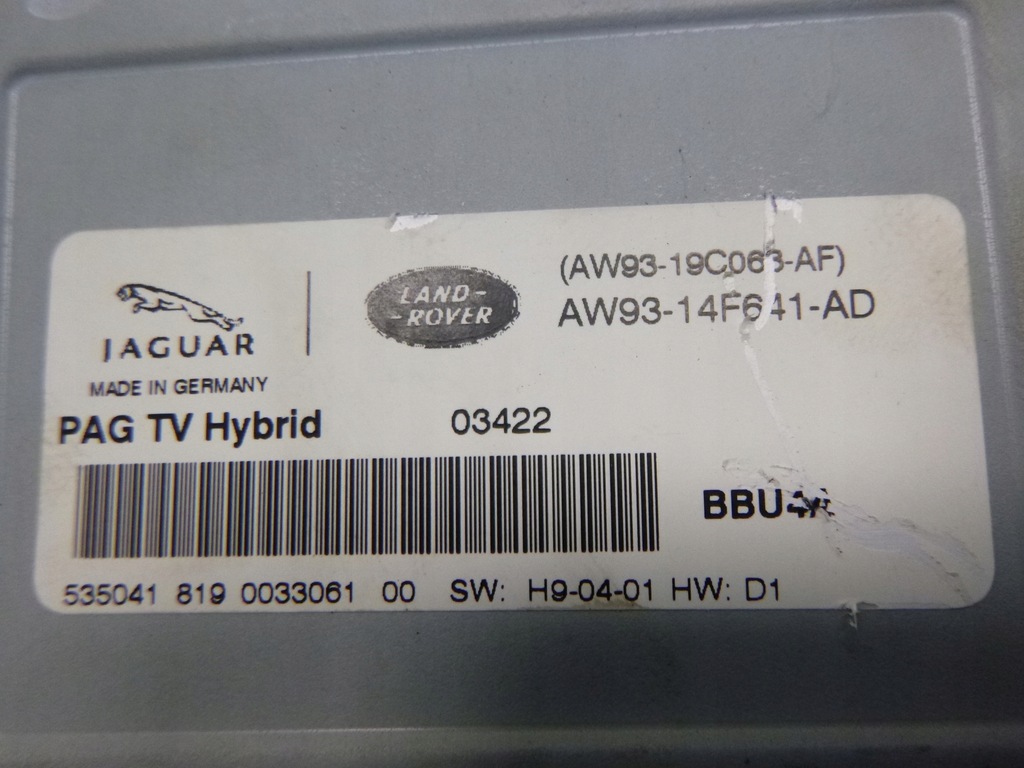 JAGUAR
MADE IN GERMANY
LAND-
-ROVER
(AW93-19C063-AF)
AW93-14F641-AD
PAG TV Hybrid 03422
535041 819 0033061 00 SW: H9-04-01 HW: D1